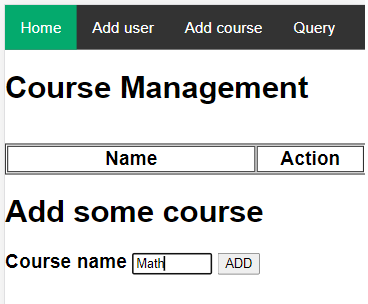 Home Add user Add course Query
Course Management
Name Action
Add some course
Course name Math ADD